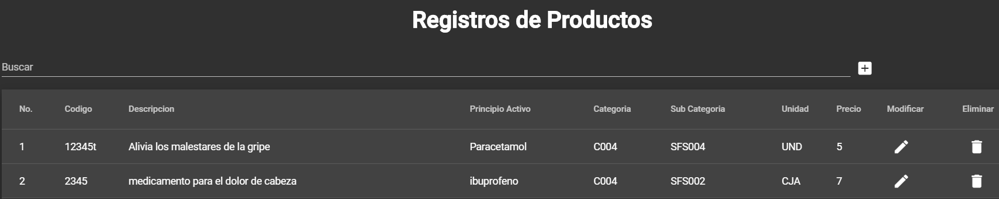 Registros de Productos
Buscar
No. Codigo Descripcion Principio Activo Categoria Sub Categoria Unidad Precio Modificar Eliminar
1 12345t Alivia los malestares de la gripe Paracetamol C004 SFS004 UND 5
2 2345 medicamento para el dolor de cabeza ibuprofeno C004 SFS002 CJA 7